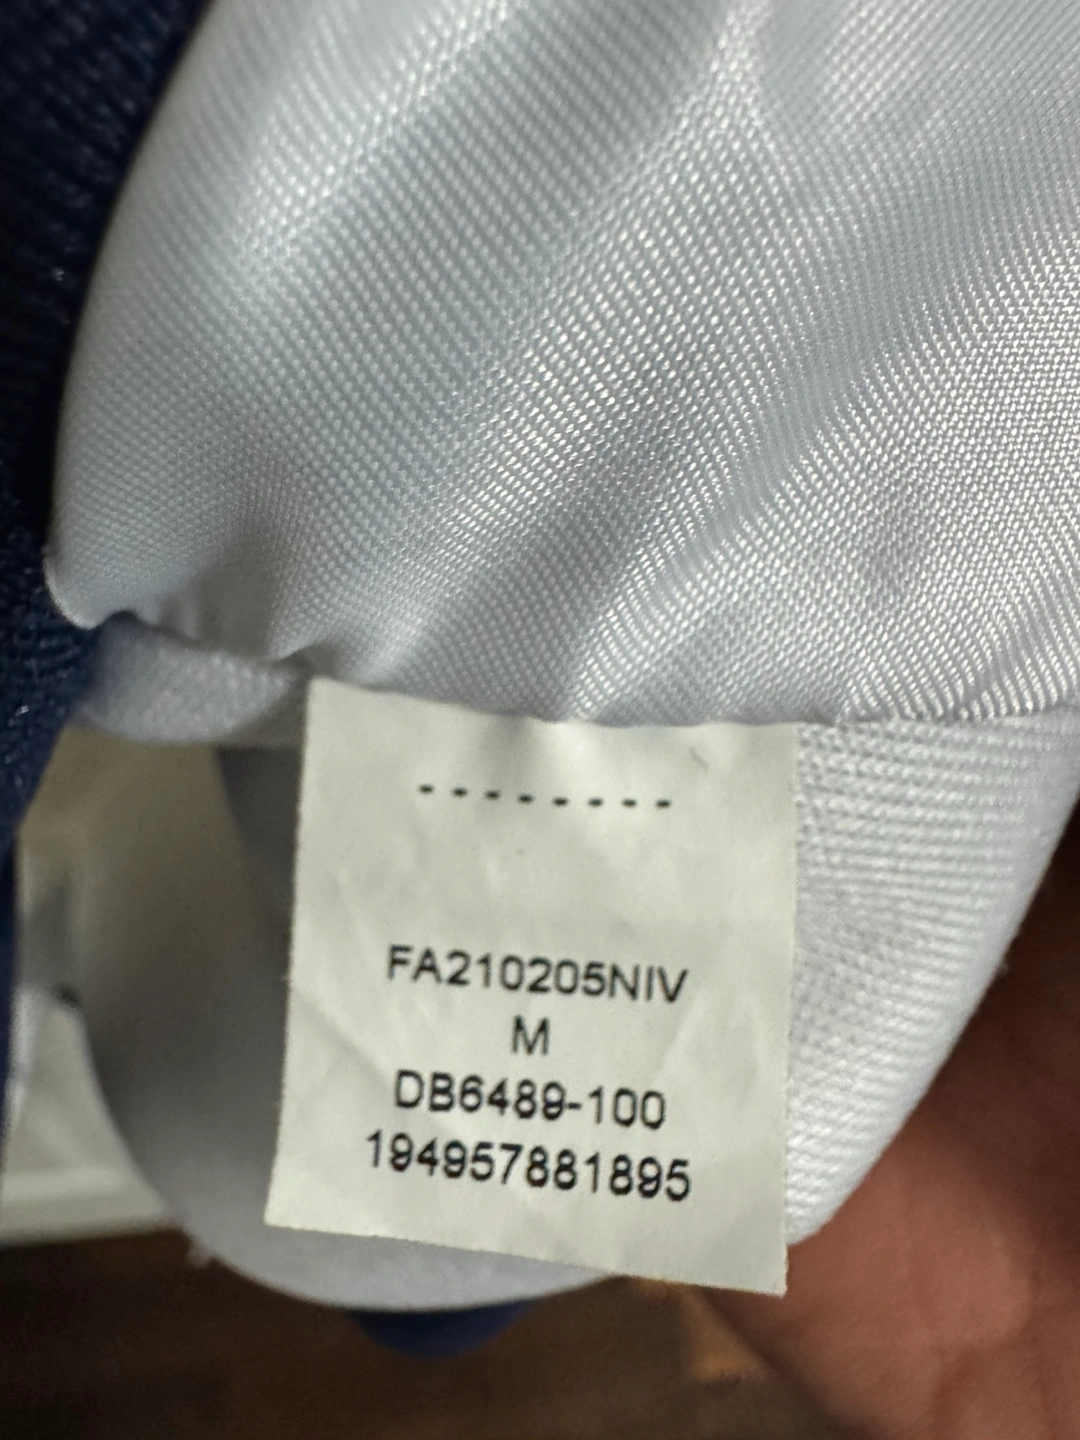 --------
FA210205NIV
M
DB6489-100
194957881895